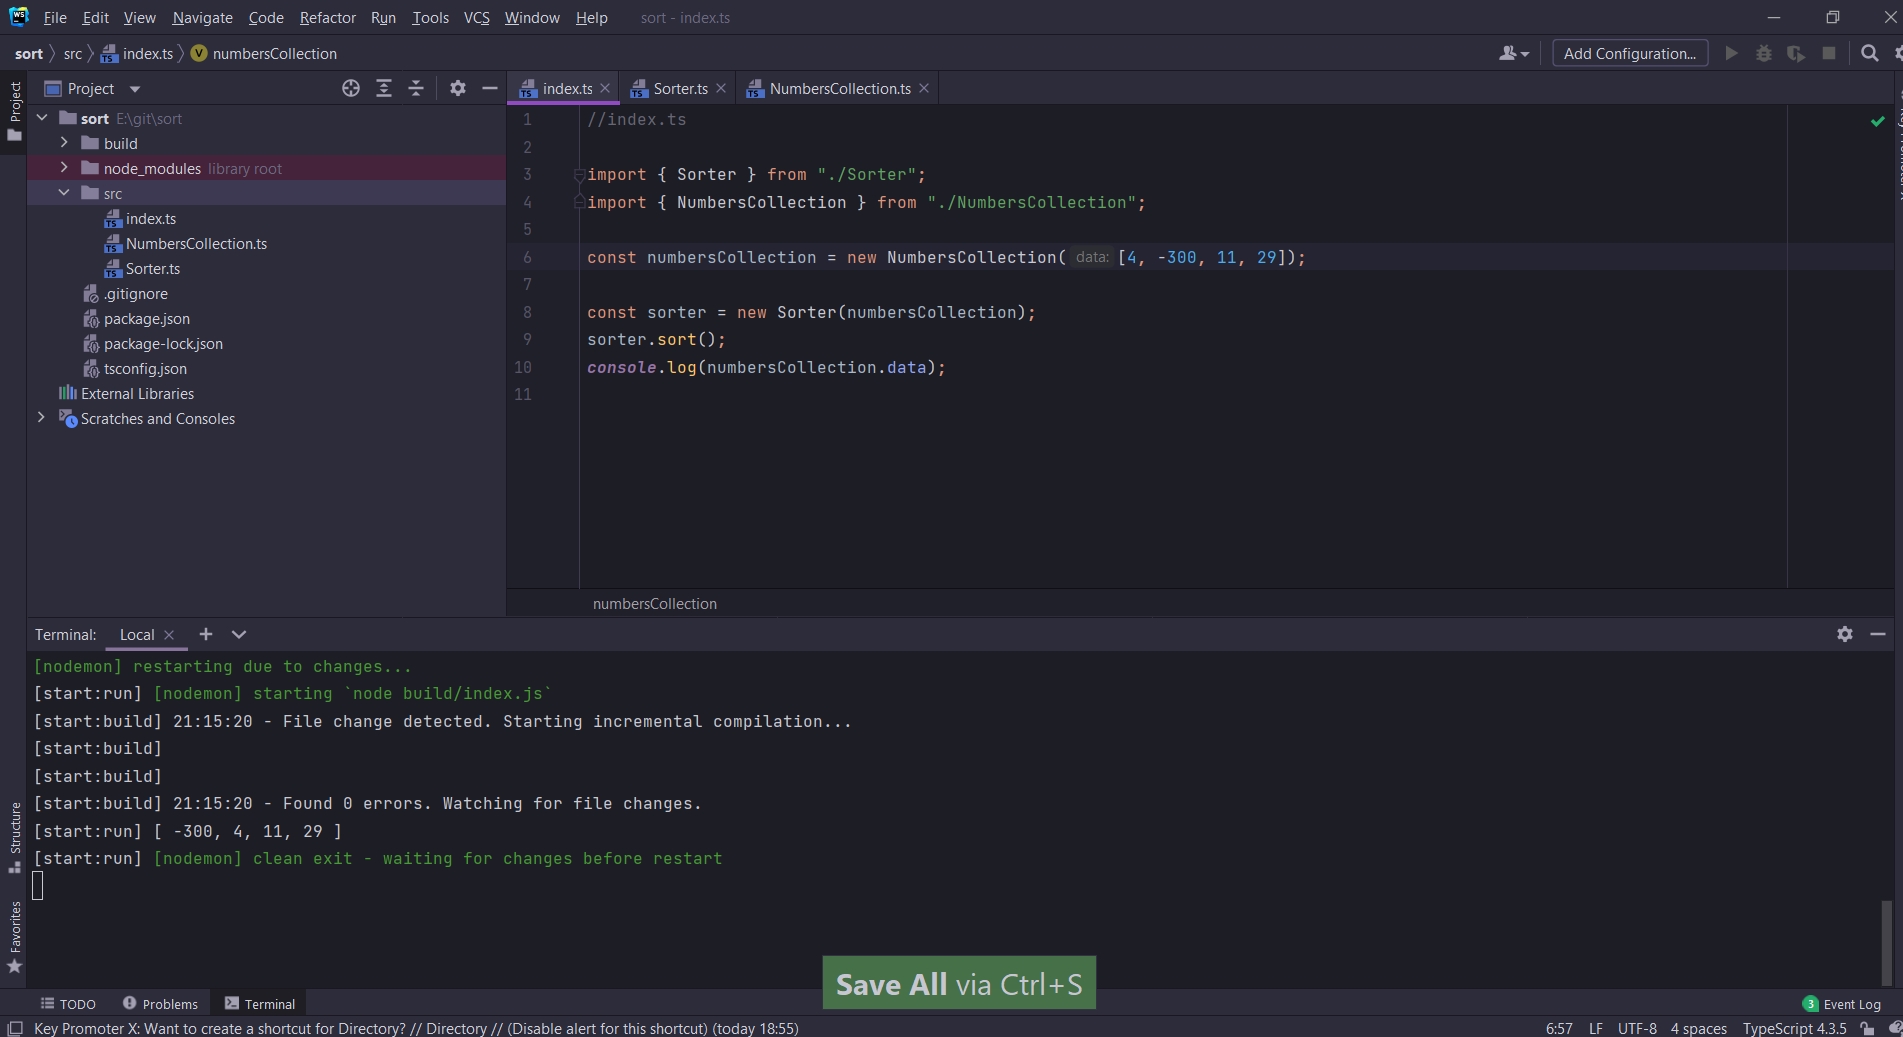 File Edit View Navigate Code Refactor Run Tools VCS Window Help sort - index.ts
sort src index.ts numbersCollection Add Configuration...
Project
Project
index.ts Sorter.ts NumbersCollection.ts
sort E:\git\sort
build
node_modules library root
src
index.ts
NumbersCollection.ts
Sorter.ts
.gitignore
package.json
package-lock.json
tsconfig.json
External Libraries
Scratches and Consoles
1 //index.ts
2
3 import { Sorter } from "./Sorter";
4 import { NumbersCollection } from "./NumbersCollection";
5
6 const numbersCollection = new NumbersCollection( data: [4, -300, 11, 29]);
7
8 const sorter = new Sorter(numbersCollection);
9 sorter.sort();
10 console.log(numbersCollection.data);
11
numbersCollection
Terminal: Local
[nodemon] restarting due to changes...
[start:run] [nodemon] starting `node build/index.js`
[start:build] 21:15:20 - File change detected. Starting incremental compilation...
[start:build]
[start:build]
[start:build] 21:15:20 - Found 0 errors. Watching for file changes.
[start:run] [ -300, 4, 11, 29 ]
[start:run] [nodemon] clean exit - waiting for changes before restart
Structure
Favorites
Save All via Ctrl+S
TODO Problems Terminal 3 Event Log
Key Promoter X: Want to create a shortcut for Directory? // Directory // (Disable alert for this shortcut) (today 18:55) 6:57 LF UTF-8 4 spaces TypeScript 4.3.5